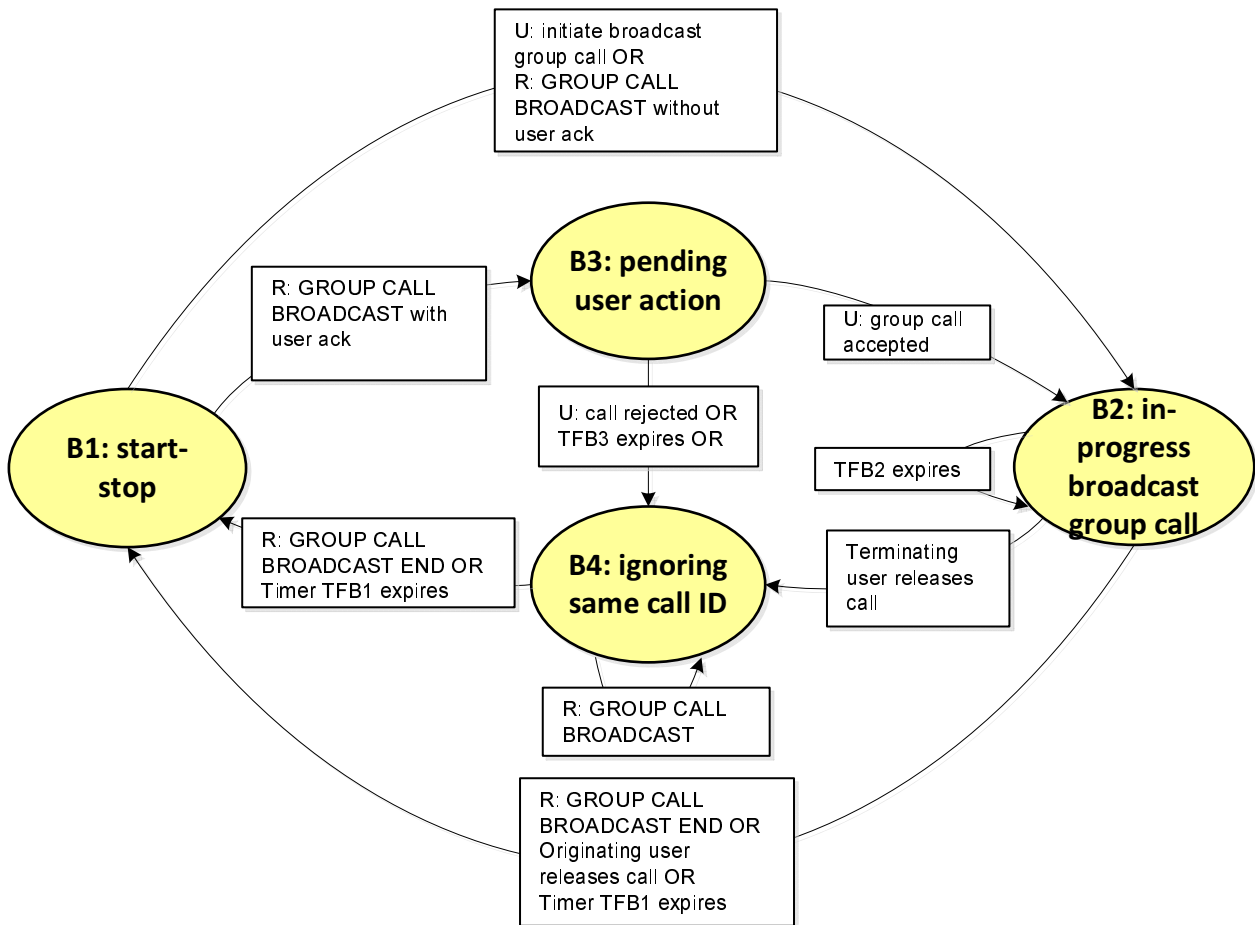 U: initiate broadcast
group call OR
R: GROUP CALL
BROADCAST without
user ack
B3: pending
user action
R: GROUP CALL
BROADCAST with
user ack
U: group call
accepted
U: call rejected OR
TFB3 expires OR
B1: start-
stop
B2: in-
progress
broadcast
group call
TFB2 expires
R: GROUP CALL
BROADCAST END OR
Timer TFB1 expires
B4: ignoring
same call ID
Terminating
user releases
call
R: GROUP CALL
BROADCAST
R: GROUP CALL
BROADCAST END OR
Originating user
releases call OR
Timer TFB1 expires